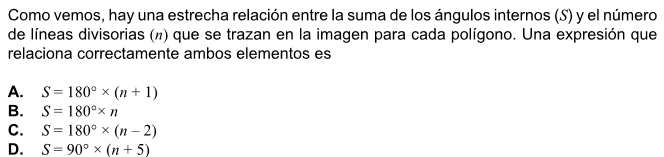 Como vemos, hay una estrecha relación entre la suma de los ángulos internos (S) y el número
de líneas divisorias (n) que se trazan en la imagen para cada polígono. Una expresión que
relaciona correctamente ambos elementos es
A. S = 180° × (n + 1)
B. S = 180°× n
C. S = 180° × (n – 2)
D. S = 90° × (n + 5)